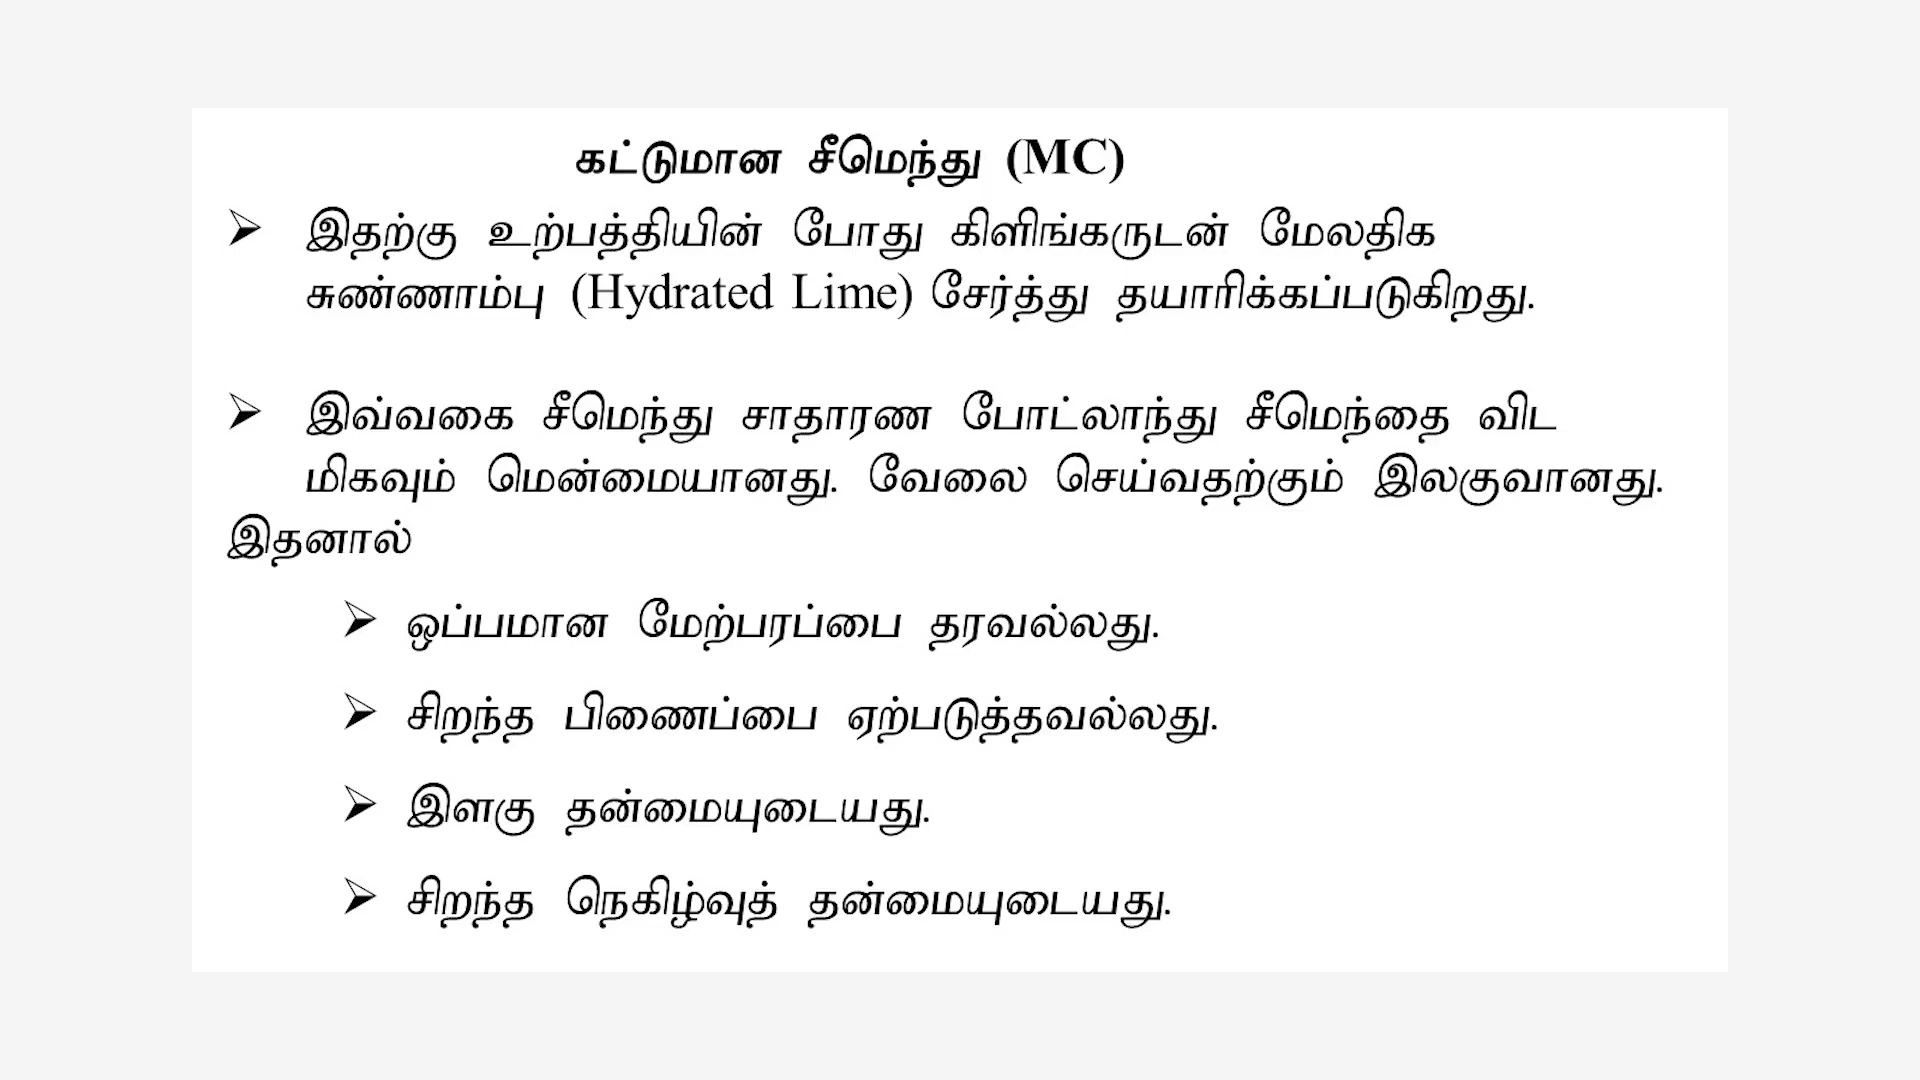 கட்டுமான சீமெந்து (MC)
➢ இதற்கு உற்பத்தியின் போது கிளிங்கருடன் மேலதிக
சுண்ணாம்பு (Hydrated Lime) சேர்த்து தயாரிக்கப்படுகிறது.
➢ இவ்வகை சீமெந்து சாதாரண போட்லாந்து சீமெந்தை விட
மிகவும் மென்மையானது. வேலை செய்வதற்கும் இலகுவானது.
இதனால்
➢ ஒப்பமான மேற்பரப்பை தரவல்லது.
➢ சிறந்த பிணைப்பை ஏற்படுத்தவல்லது.
➢ இளகு தன்மையுடையது.
➢ சிறந்த நெகிழ்வுத் தன்மையுடையது.